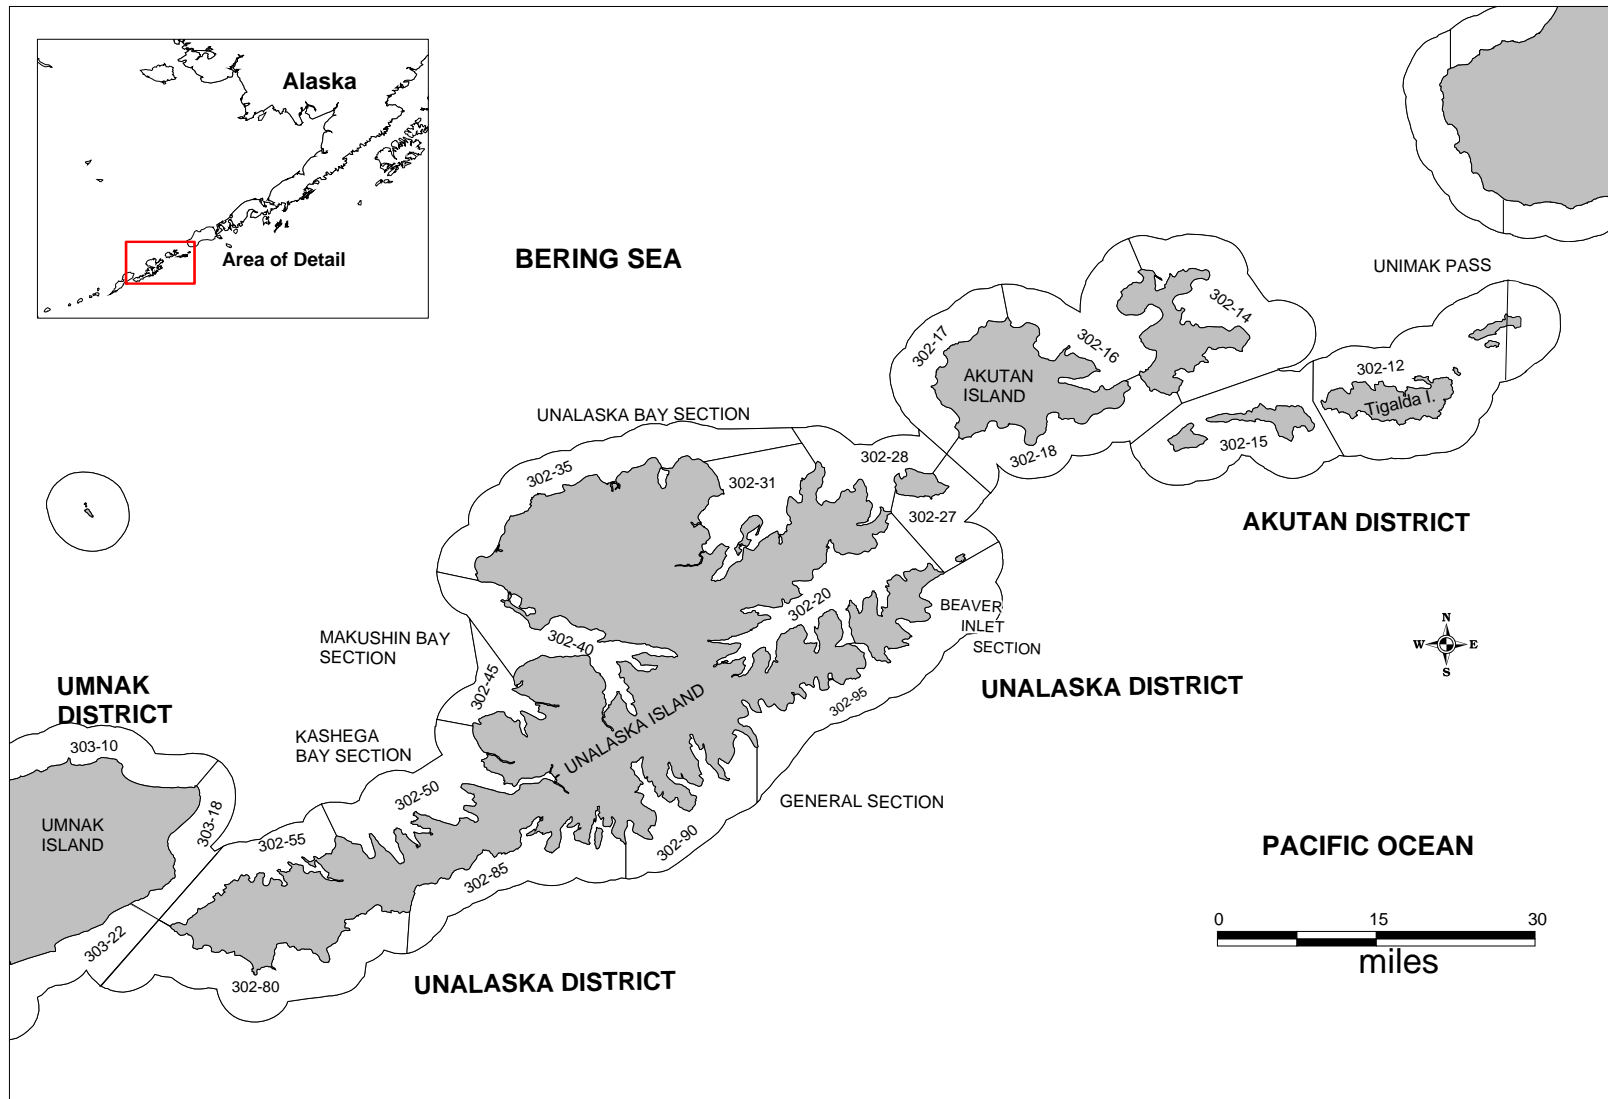 Alaska
Area of Detail
BERING SEA
UNIMAK PASS
302-14
302-17
302-16
302-12
AKUTAN
ISLAND
Tigalda I.
UNALASKA BAY SECTION
302-15
302-18
302-28
302-35
302-31
302-27
AKUTAN DISTRICT
302-20
BEAVER
INLET
SECTION
MAKUSHIN BAY
SECTION
302-40
N
W
E
S
302-45
UNALASKA DISTRICT
UMNAK
DISTRICT
302-95
UNALASKA ISLAND
KASHEGA
BAY SECTION
303-10
302-50
GENERAL SECTION
303-18
UMNAK
ISLAND
302-55
302-90
PACIFIC OCEAN
302-85
0
15
30
miles
303-22
302-80
UNALASKA DISTRICT